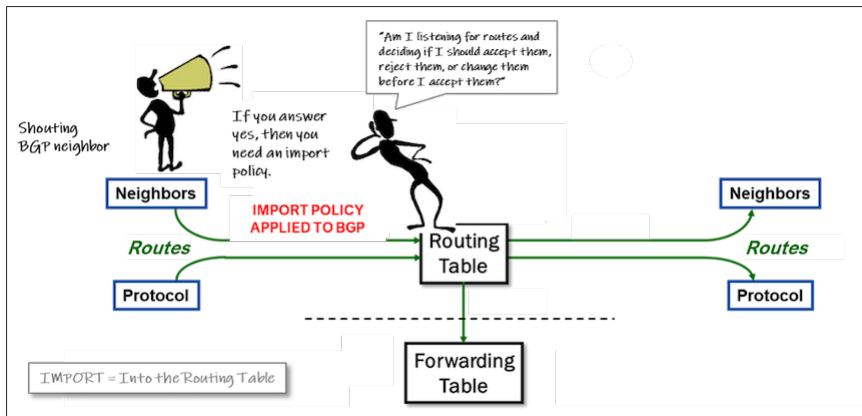 "Am I listening for routes and
deciding if I should accept them,
reject them, or change them
before I accept them?"
Shouting
BGP neighbor
If you answer
yes, then you
need an import
policy.
Neighbors
IMPORT POLICY
APPLIED TO BGP
Neighbors
Routes
Routing
Table
Routes
Protocol
Protocol
Forwarding
Table
IMPORT = Into the Routing Table